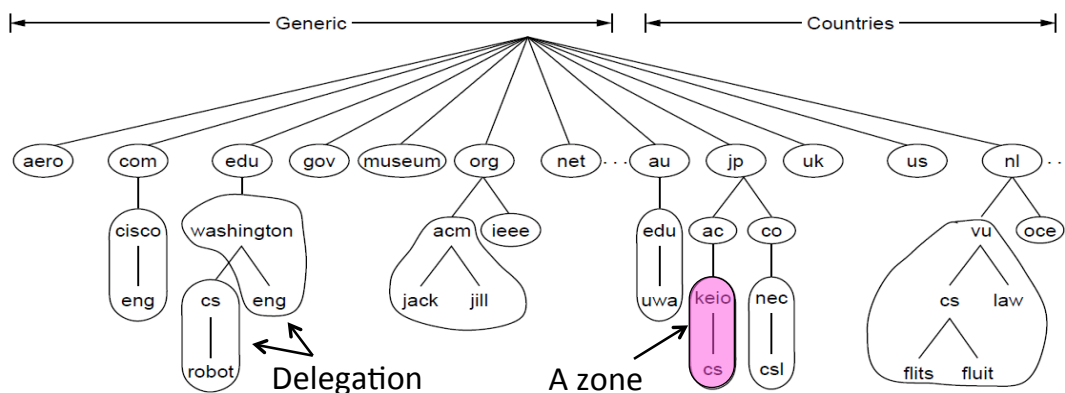 Generic Countries
aero com edu gov museum org net ... au jp uk us nl ...
cisco washington acm ieee edu ac co vu oce
eng cs eng jack jill uwa keio nec cs law
robot cs csl flits fluit
Delegation A zone